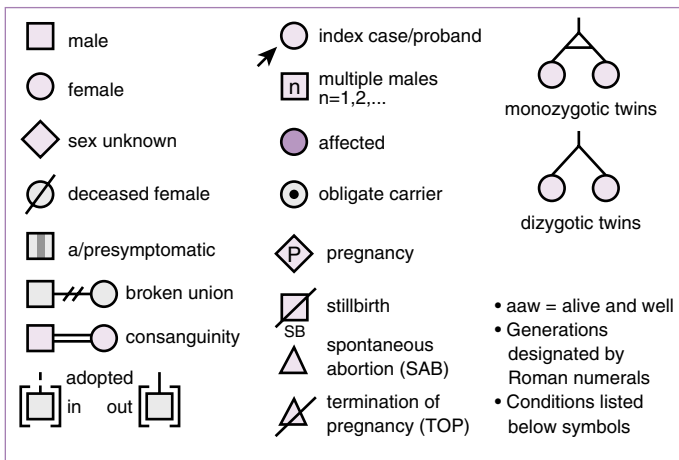 male
female
sex unknown
deceased female
a/presymptomatic
broken union
consanguinity
adopted
in out
index case/proband
n
multiple males
n=1,2,...
affected
obligate carrier
P
pregnancy
stillbirth
SB
spontaneous
abortion (SAB)
termination of
pregnancy (TOP)
monozygotic twins
dizygotic twins
• aaw = alive and well
• Generations
designated by
Roman numerals
• Conditions listed
below symbols